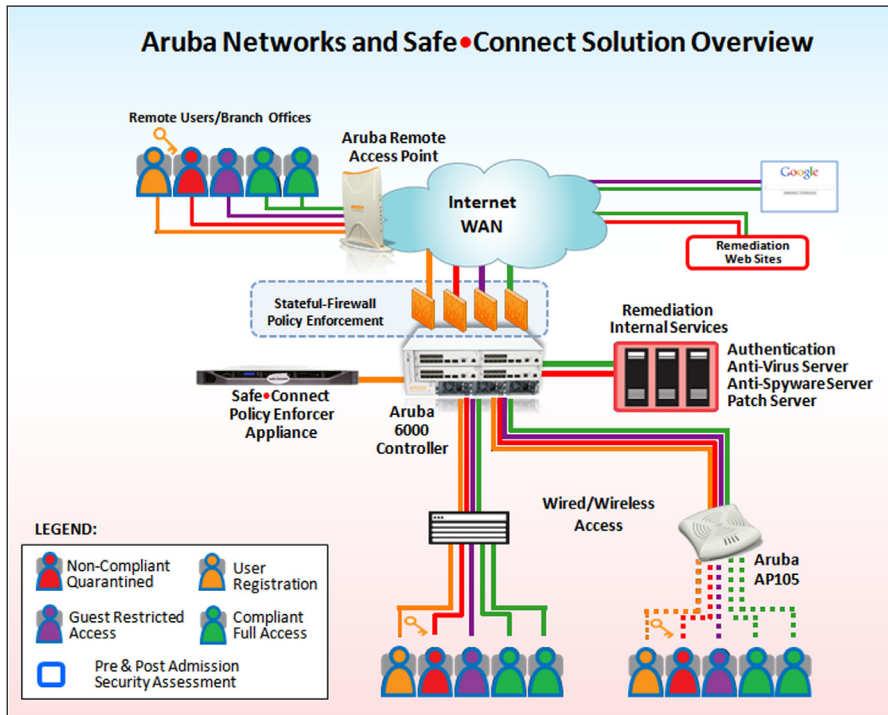 Aruba Networks and Safe•Connect Solution Overview
Remote Users/Branch Offices
Aruba Remote
Access Point
Internet
WAN
Google
Remediation
Web Sites
Stateful-Firewall
Policy Enforcement
Remediation
Internal Services
Authentication
Anti-Virus Server
Anti-Spyware Server
Patch Server
Safe•Connect
Policy Enforcer
Appliance
Aruba
6000
Controller
Wired/Wireless
Access
Aruba
AP105
LEGEND:
Non-Compliant
Quarantined
User
Registration
Guest Restricted
Access
Compliant
Full Access
Pre & Post Admission
Security Assessment